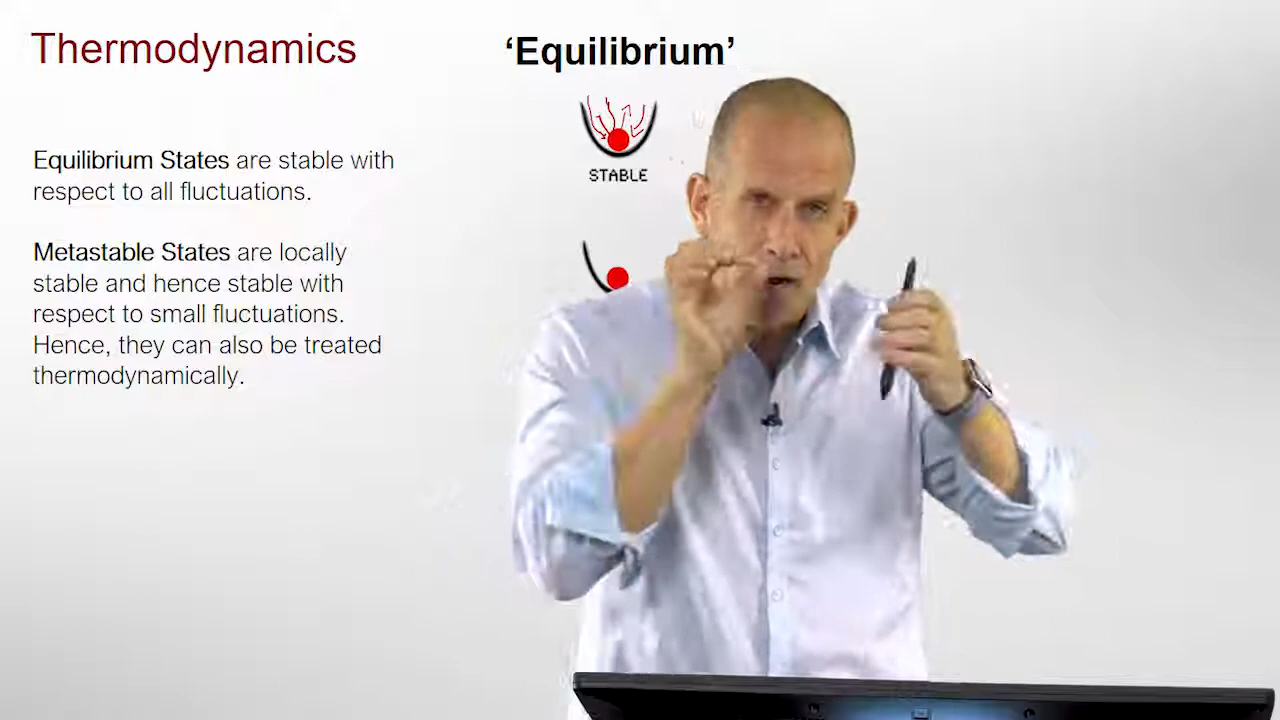 Thermodynamics
‘Equilibrium’
STABLE
Equilibrium States are stable with
respect to all fluctuations.
Metastable States are locally
stable and hence stable with
respect to small fluctuations.
Hence, they can also be treated
thermodynamically.